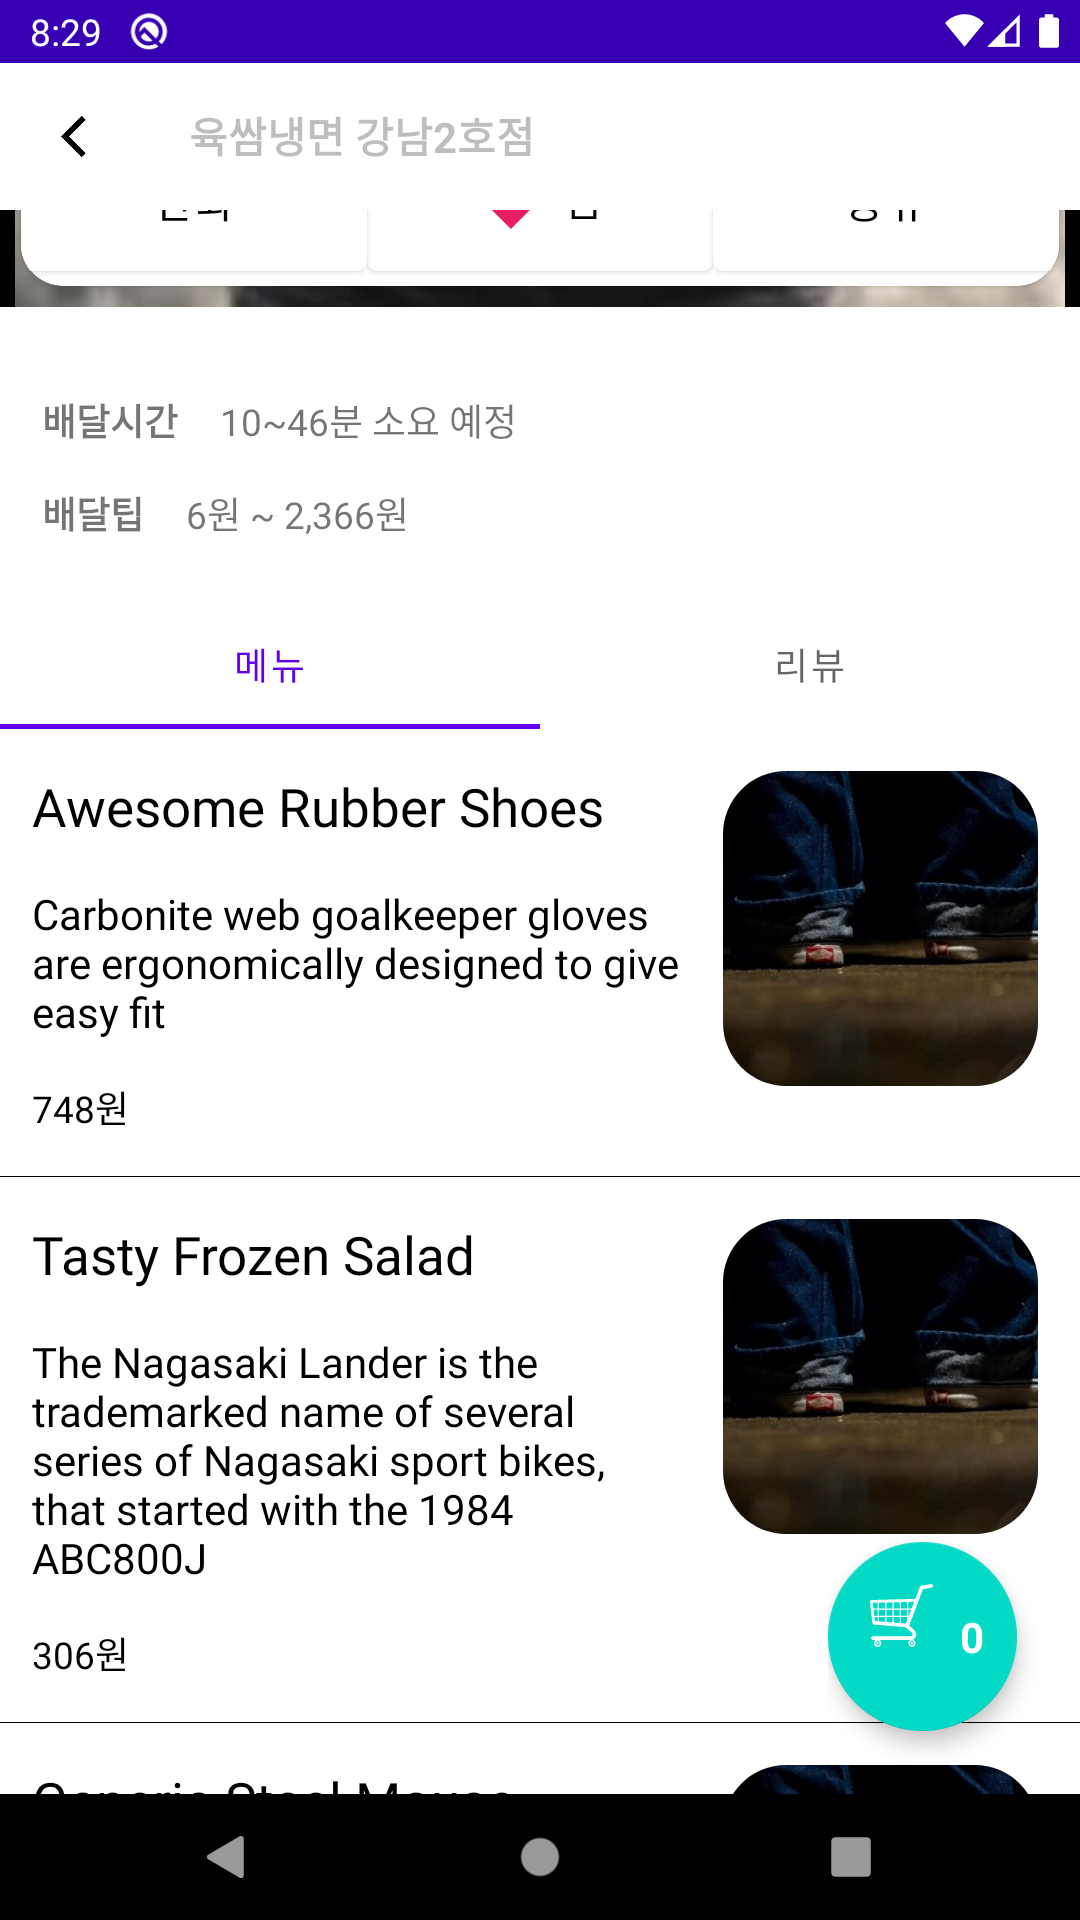 8:29
육쌈냉면 강남2호점
배달시간 10~46분 소요 예정
배달팁 6원 ~ 2,366원
메뉴 리뷰
Awesome Rubber Shoes
Carbonite web goalkeeper gloves
are ergonomically designed to give
easy fit
748원
Tasty Frozen Salad
The Nagasaki Lander is the
trademarked name of several
series of Nagasaki sport bikes,
that started with the 1984
ABC800J
306원
0